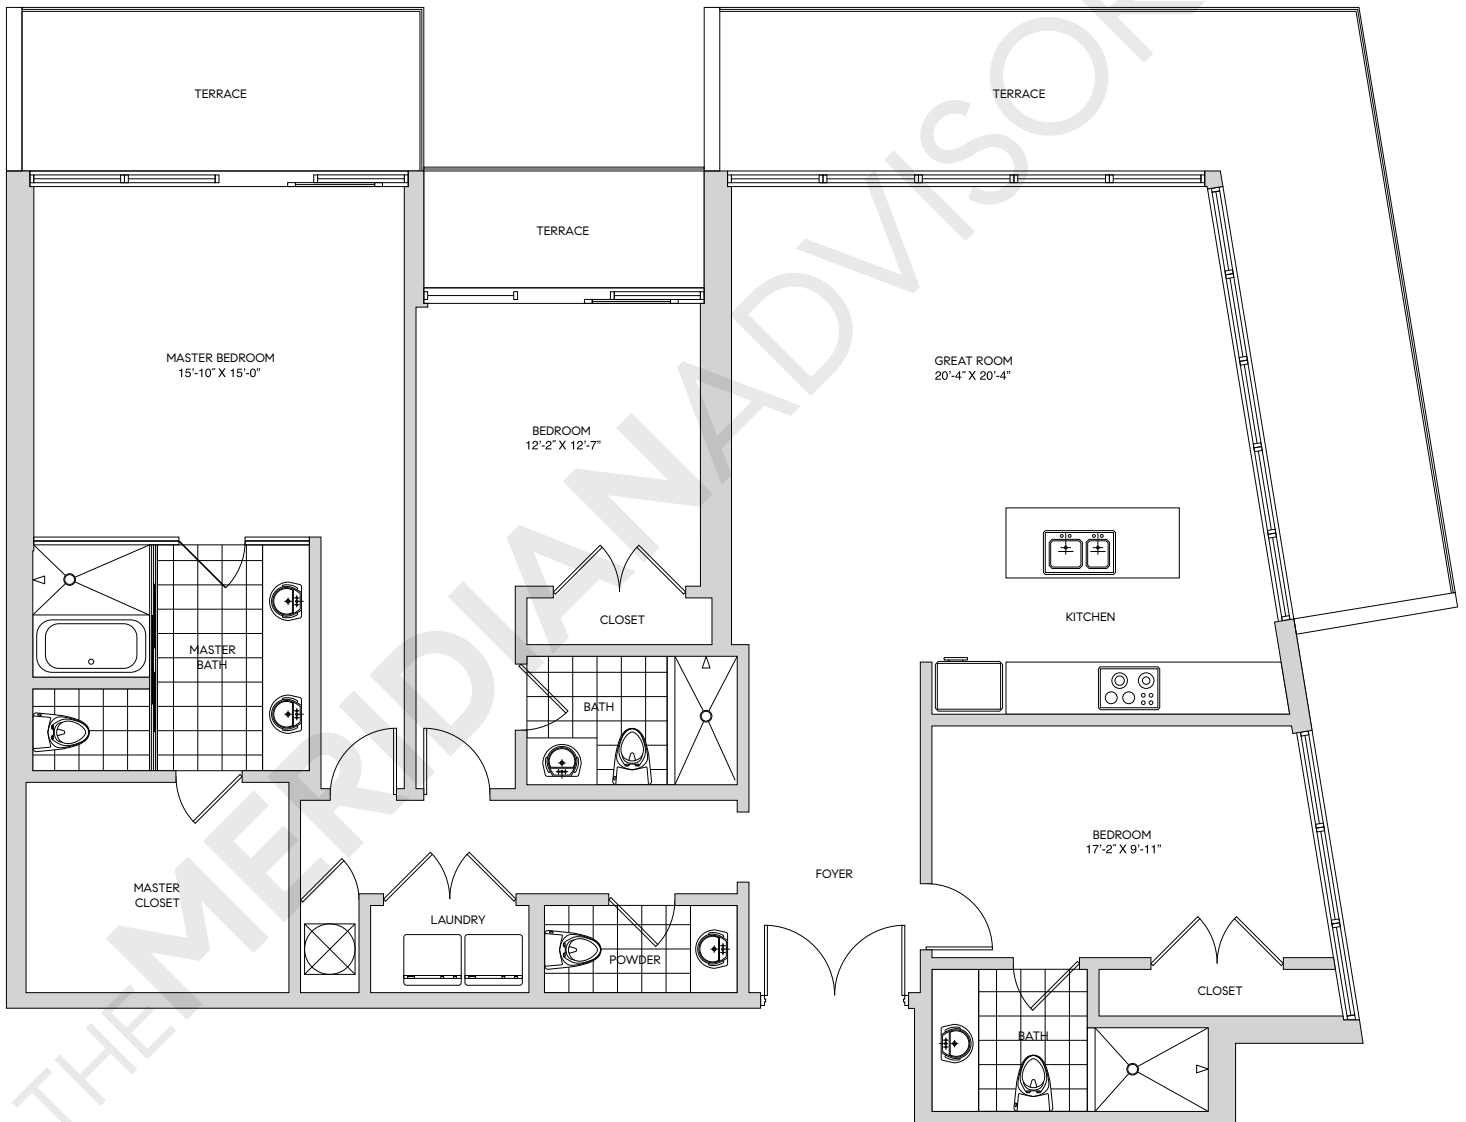 TERRACE
TERRACE
TERRACE
MASTER BEDROOM
15'-10" X 15'-0"
GREAT ROOM
20'-4" X 20'-4"
BEDROOM
12'-2" X 12'-7"
CLOSET
KITCHEN
MASTER
BATH
BATH
BEDROOM
17'-2" X 9'-11"
FOYER
MASTER
CLOSET
LAUNDRY
POWDER
CLOSET
BATH
THE MERIDIAN ADVISOR